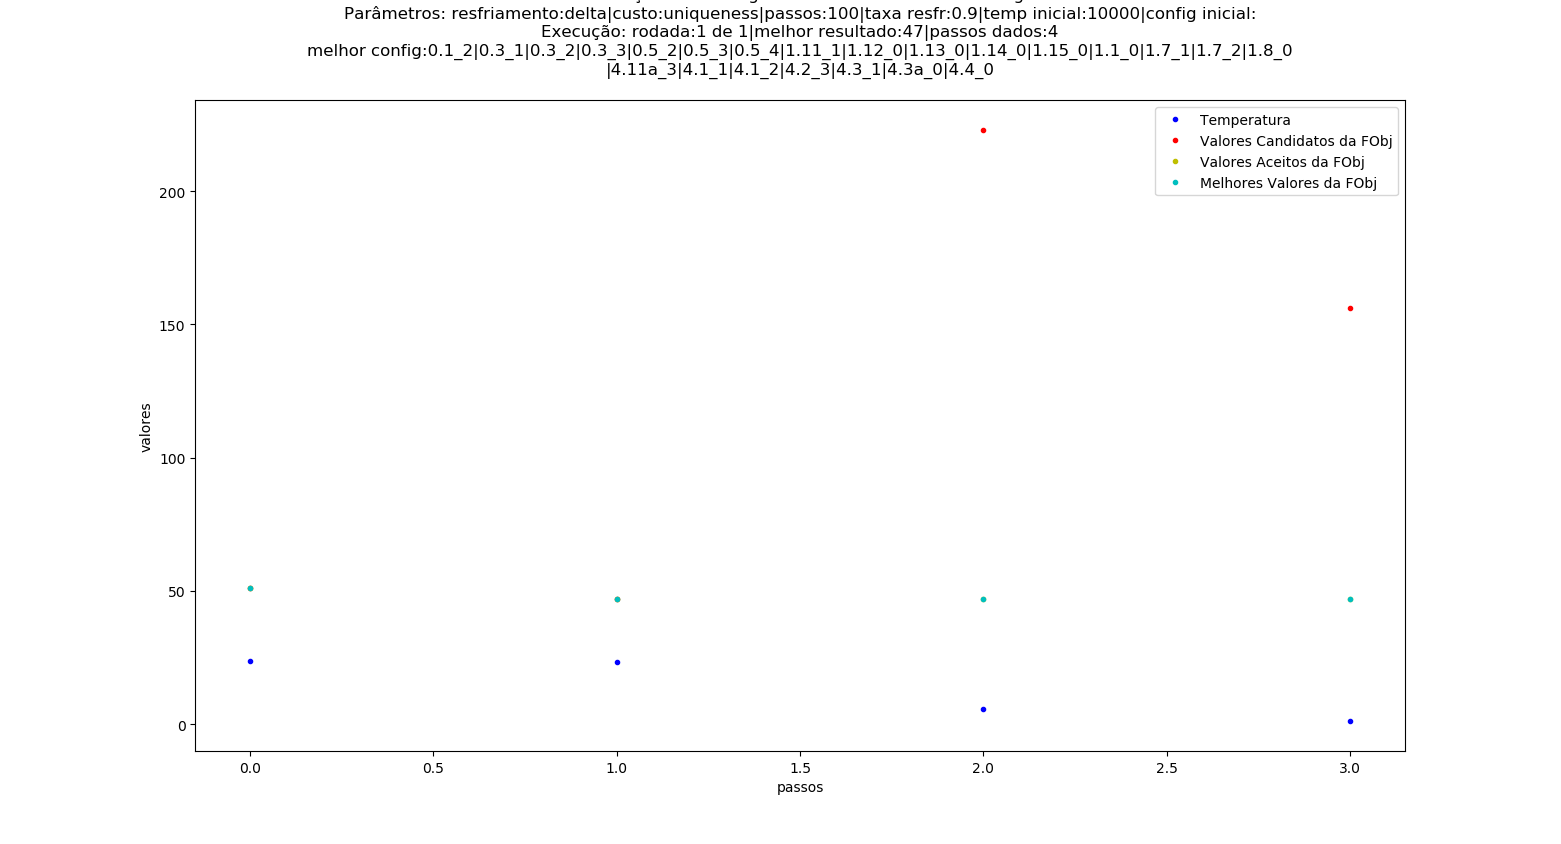 Parâmetros: resfriamento:delta|custo:uniqueness|passos:100|taxa resfr:0.9|temp inicial:10000|config inicial:
Execução: rodada:1 de 1|melhor resultado:47|passos dados:4
melhor config:0.1_2|0.3_1|0.3_2|0.3_3|0.5_2|0.5_3|0.5_4|1.11_1|1.12_0|1.13_0|1.14_0|1.15_0|1.1_0|1.7_1|1.7_2|1.8_0
|4.11a_3|4.1_1|4.1_2|4.2_3|4.3_1|4.3a_0|4.4_0
Temperatura
Valores Candidatos da FObj
Valores Aceitos da FObj
Melhores Valores da FObj
200
150
100
50
0
valores
0.0 0.5 1.0 1.5 2.0 2.5 3.0
passos